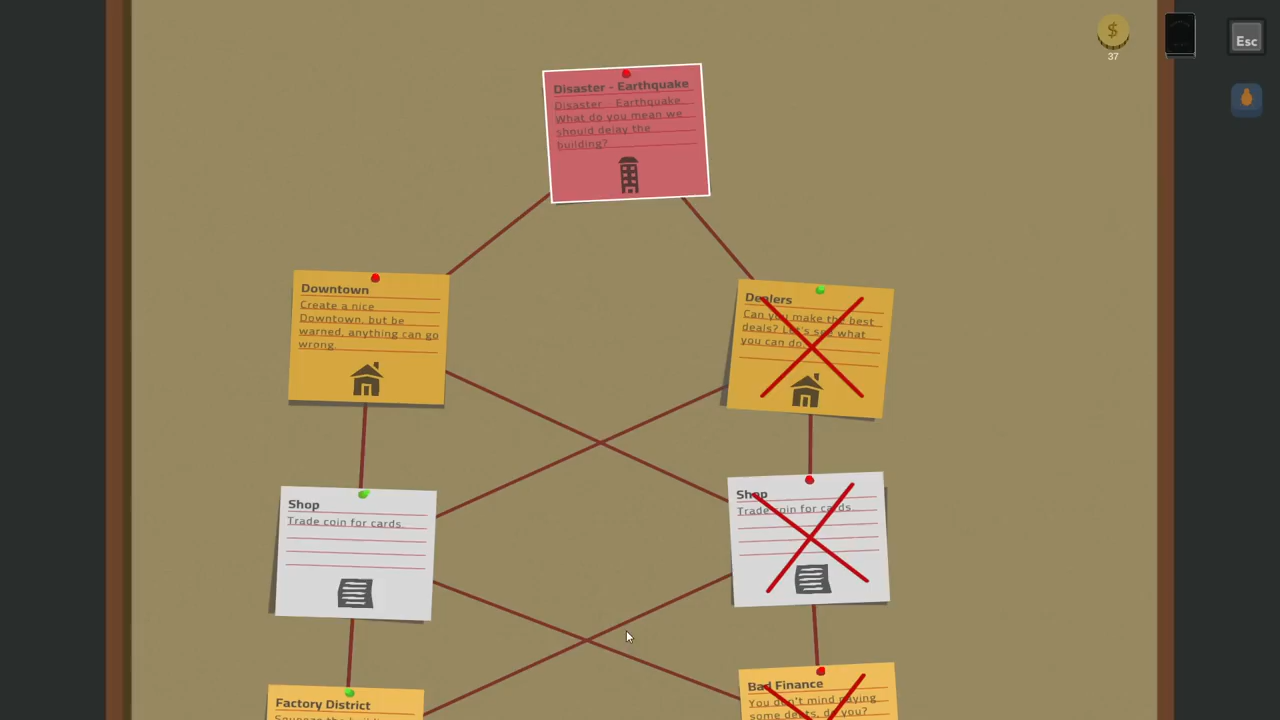 $
37
Esc
Disaster - Earthquake
Disaster Earthquake.
What do you mean we
should delay the
building?
Downtown
Create a nice
Downtown, but be
warned, anything can go
wrong.
Dealers
Can you make the best
deals? Let's see what
you can do.
Shop
Trade coin for cards.
Shop
Trade coin for cards.
Factory District
Bad Finance
You don't mind paying
some debts, do you?